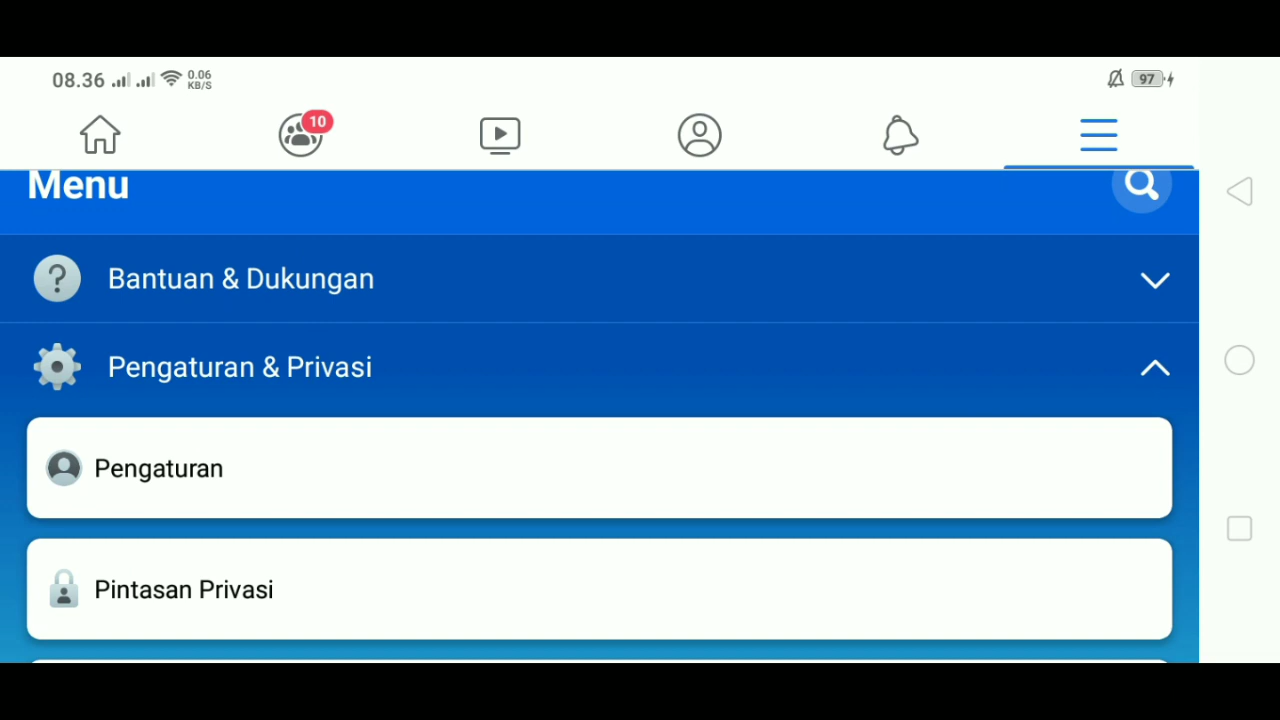 08.36 0.06 KB/S 97
10
Menu
Bantuan & Dukungan
Pengaturan & Privasi
Pengaturan
Pintasan Privasi